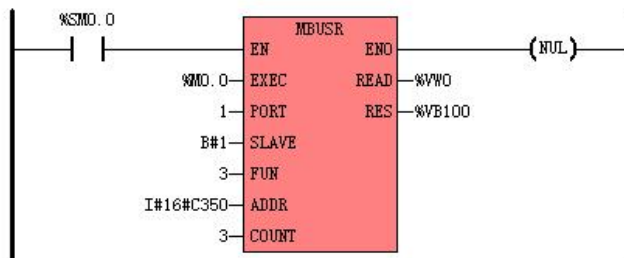 %SM0.0
MBUSR
EN ENO (NUL)
%M0.0 EXEC READ %VW0
1 PORT RES %VB100
B#1 SLAVE
3 FUN
I#16#C350 ADDR
3 COUNT